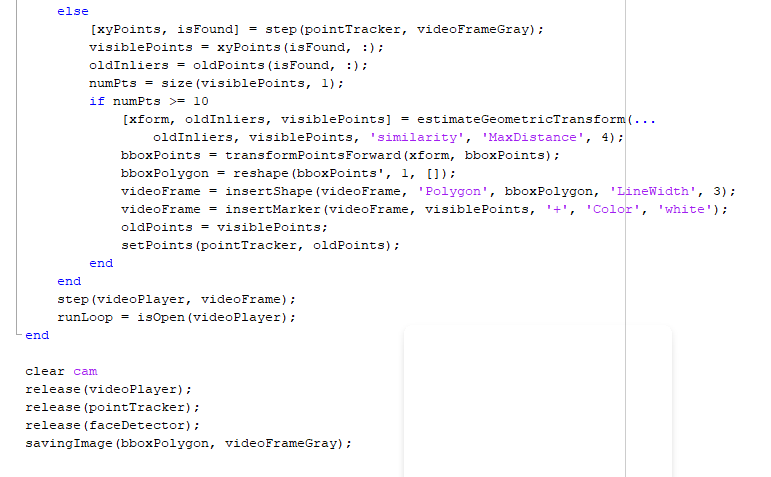 else
[xyPoints, isFound] = step(pointTracker, videoFrameGray);
visiblePoints = xyPoints(isFound, :);
oldInliers = oldPoints(isFound, :);
numPts = size(visiblePoints, 1);
if numPts >= 10
[xform, oldInliers, visiblePoints] = estimateGeometricTransform(...
oldInliers, visiblePoints, 'similarity', 'MaxDistance', 4);
bboxPoints = transformPointsForward(xform, bboxPoints);
bboxPolygon = reshape(bboxPoints', 1, []);
videoFrame = insertShape(videoFrame, 'Polygon', bboxPolygon, 'LineWidth', 3);
videoFrame = insertMarker(videoFrame, visiblePoints, '+', 'Color', 'white');
oldPoints = visiblePoints;
setPoints(pointTracker, oldPoints);
end
end
step(videoPlayer, videoFrame);
runLoop = isOpen(videoPlayer);
end
clear cam
release(videoPlayer);
release(pointTracker);
release(faceDetector);
savingImage(bboxPolygon, videoFrameGray);